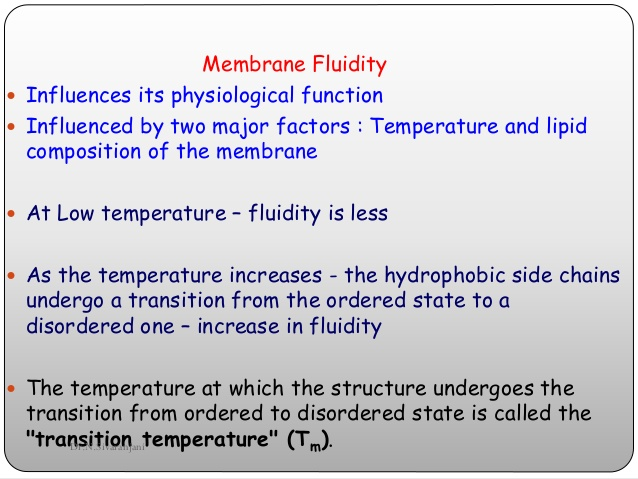 Membrane Fluidity
• Influences its physiological function
• Influenced by two major factors : Temperature and lipid
composition of the membrane
• At Low temperature – fluidity is less
• As the temperature increases - the hydrophobic side chains
undergo a transition from the ordered state to a
disordered one – increase in fluidity
• The temperature at which the structure undergoes the
transition from ordered to disordered state is called the
"transition temperature" (Tm).
Dr.N.Sivaranjani